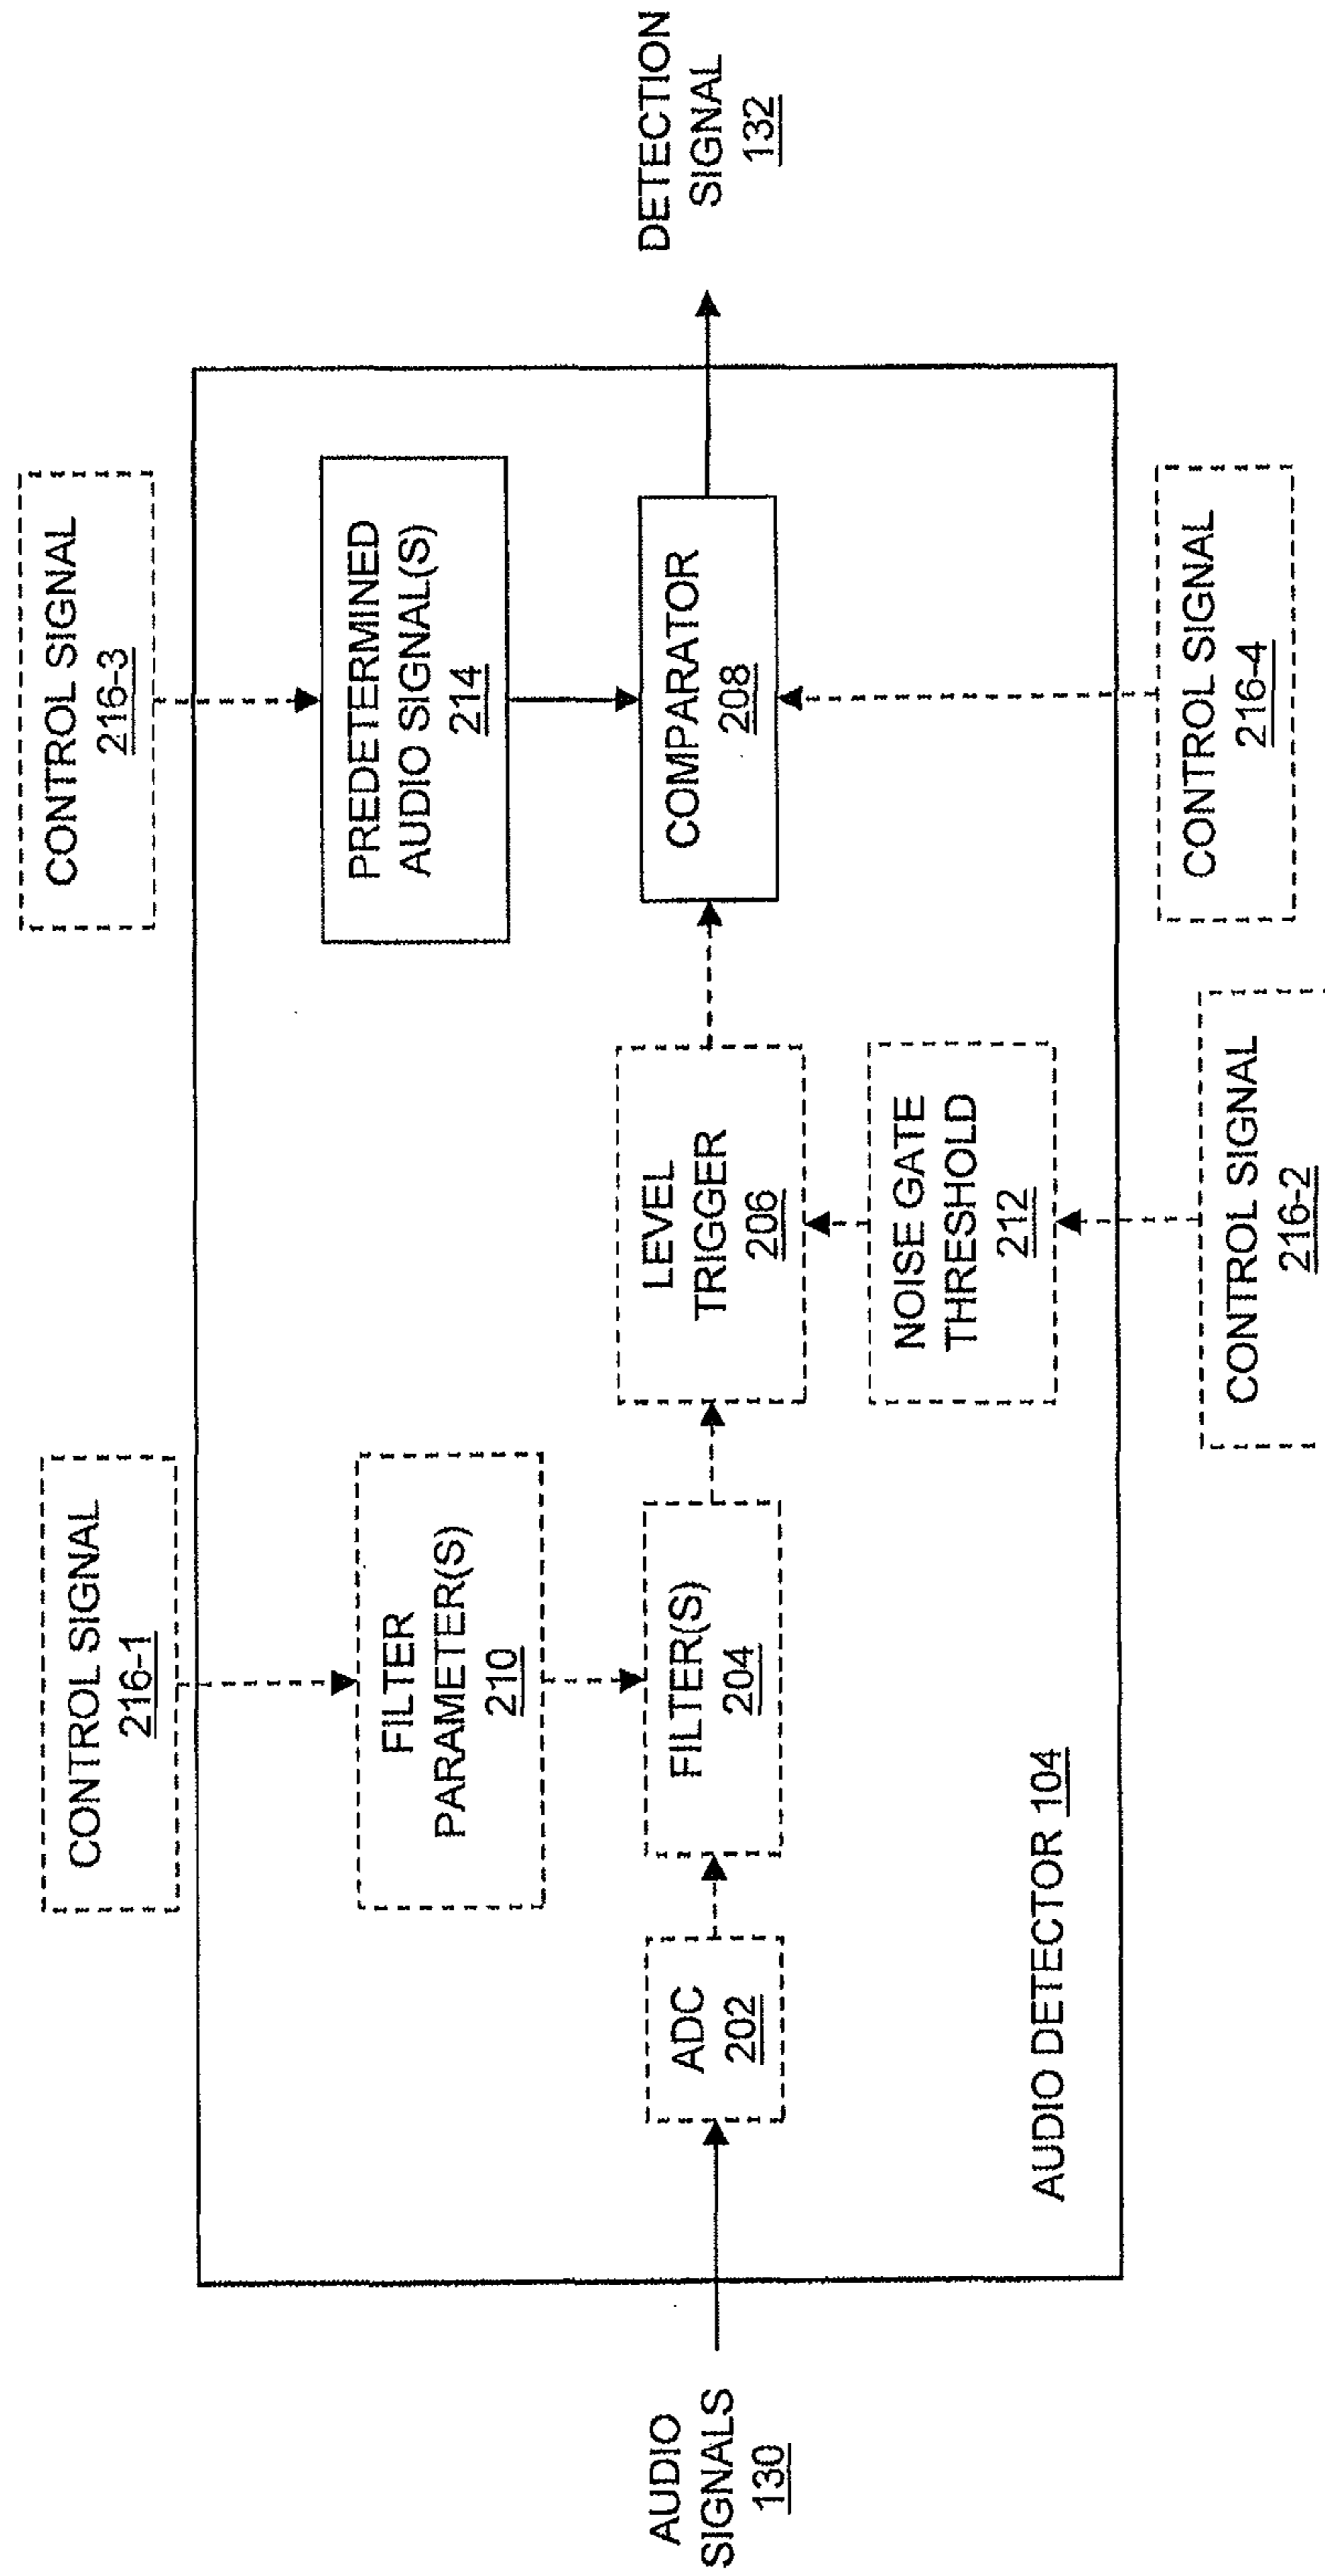 CONTROL SIGNAL
216-1
CONTROL SIGNAL
216-3
FILTER
PARAMETER(S)
210
PREDETERMINED
AUDIO SIGNAL(S)
214
AUDIO
SIGNALS
130
ADC
202
FILTER(S)
204
LEVEL
TRIGGER
206
COMPARATOR
208
DETECTION
SIGNAL
132
NOISE GATE
THRESHOLD
212
AUDIO DETECTOR 104
CONTROL SIGNAL
216-2
CONTROL SIGNAL
216-4